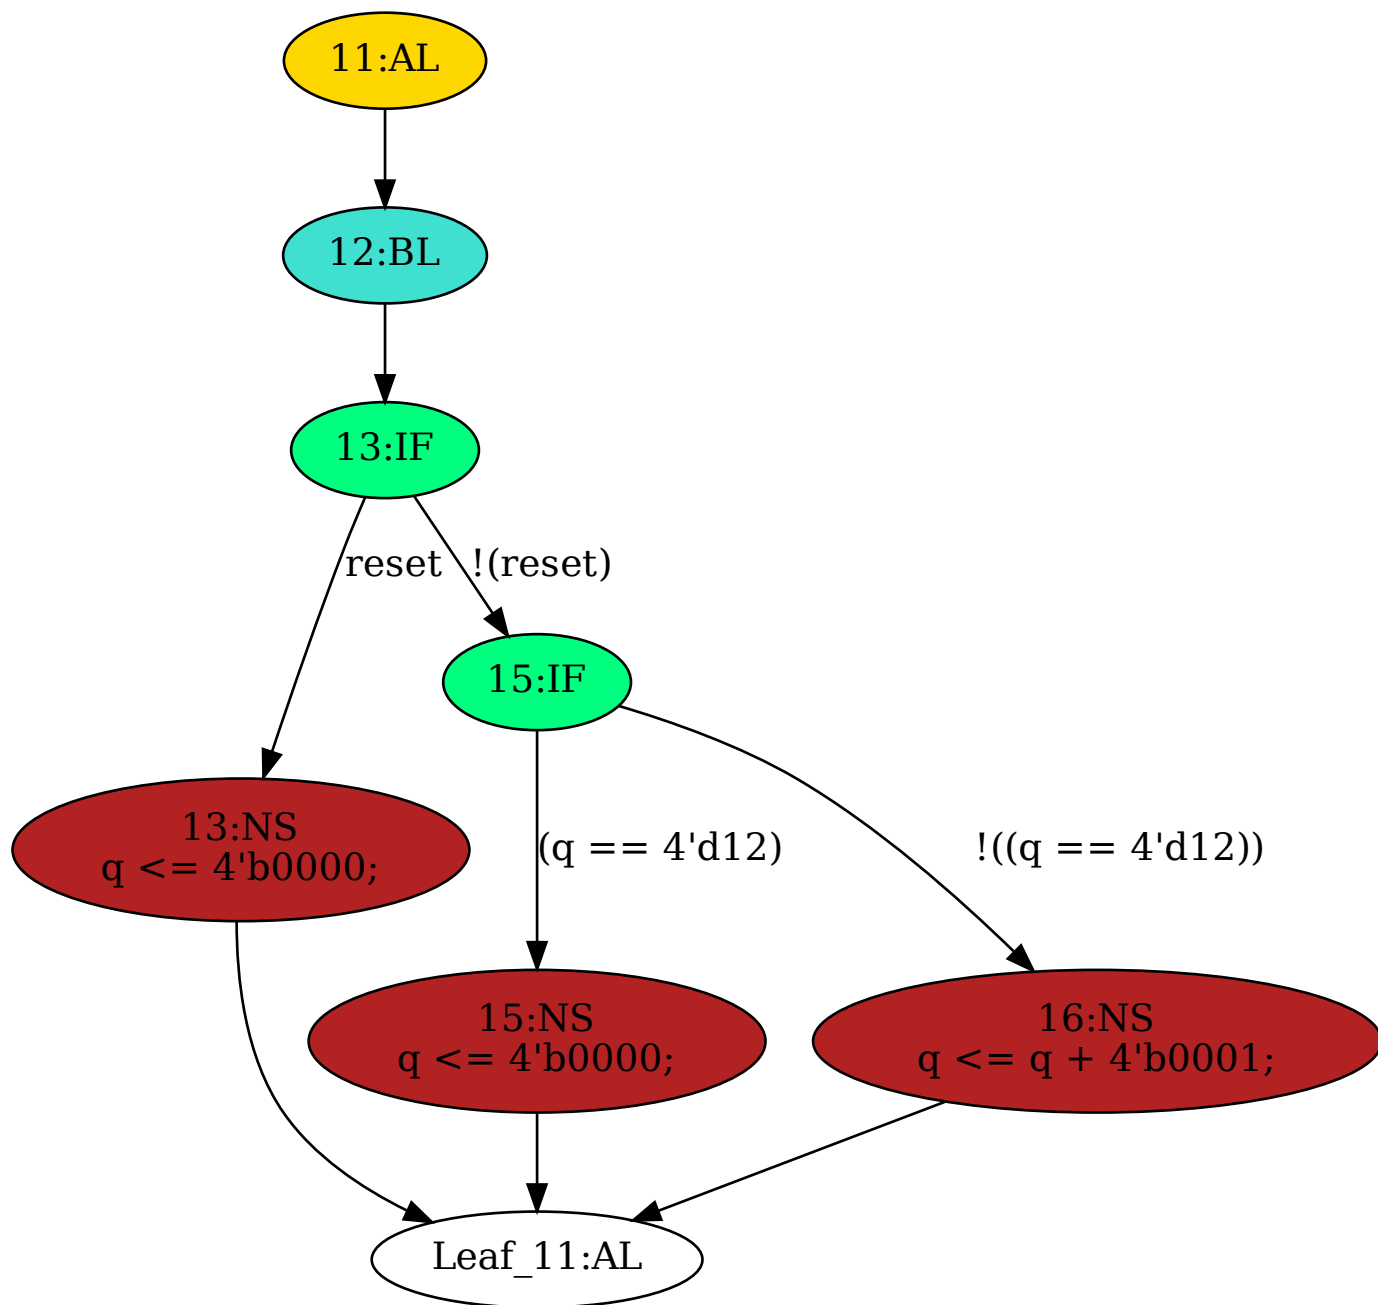 11:AL
12:BL
13:IF
reset
!(reset)
15:IF
13:NS
q <= 4'b0000;
(q == 4'd12)
!((q == 4'd12))
15:NS
q <= 4'b0000;
16:NS
q <= q + 4'b0001;
Leaf_11:AL